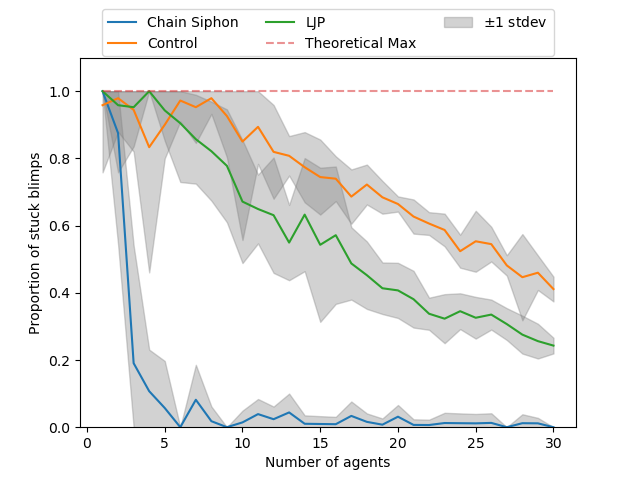 Chain Siphon
Control
LJP
Theoretical Max
±1 stdev
1.0
0.8
0.6
0.4
0.2
0.0
Proportion of stuck blimps
0 5 10 15 20 25 30
Number of agents